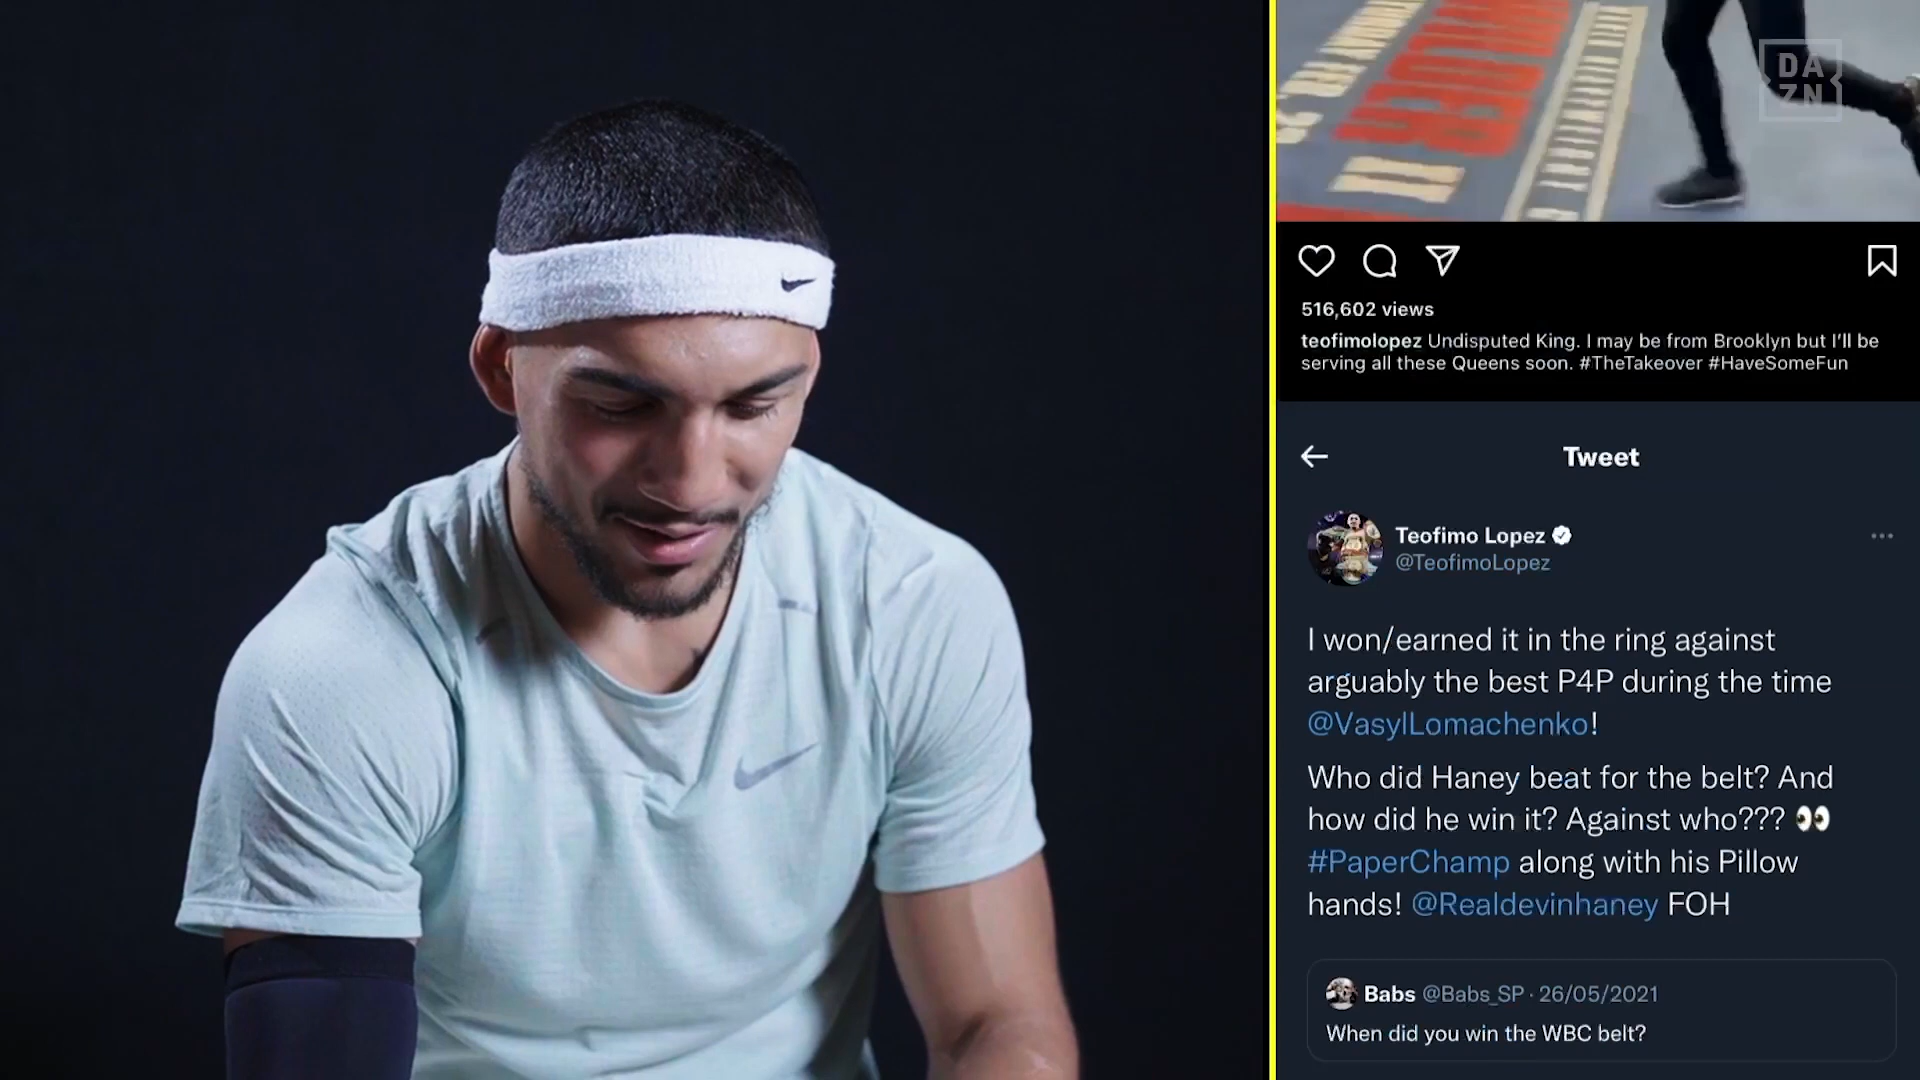 DA
ZN
516,602 views
teofimolopez Undisputed King. I may be from Brooklyn but I'll be
serving all these Queens soon. #TheTakeover #HaveSomeFun
Tweet
Teofimo Lopez
@TeofimoLopez
I won/earned it in the ring against
arguably the best P4P during the time
@VasylLomachenko!
Who did Haney beat for the belt? And
how did he win it? Against who??? 👀
#PaperChamp along with his Pillow
hands! @Realdevinhaney FOH
Babs @Babs_SP · 26/05/2021
When did you win the WBC belt?